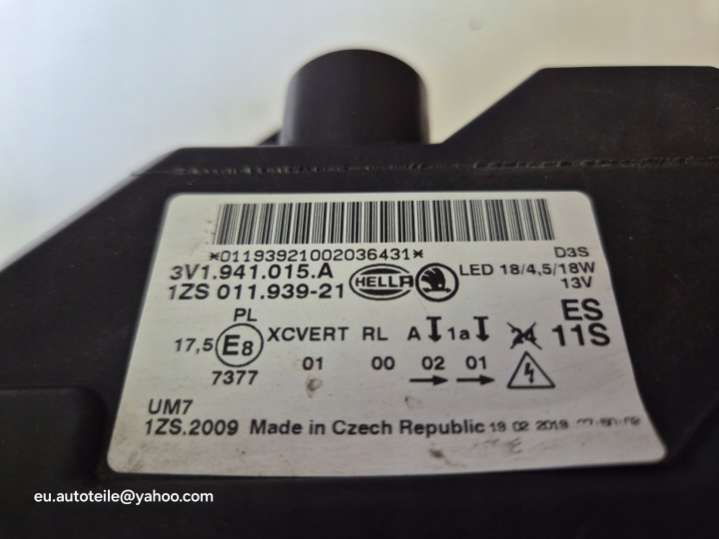 *01193921002036431*
D3S
3V1.941.015.A
HELLA
LED 18/4,5/18W
1ZS 011.939-21
13V
PL
ES
17,5 E8 XCVERT RL A 1a 24 11S
7377 01 00 02 01
UM7
1ZS.2009 Made in Czech Republic
eu.autoteile@yahoo.com